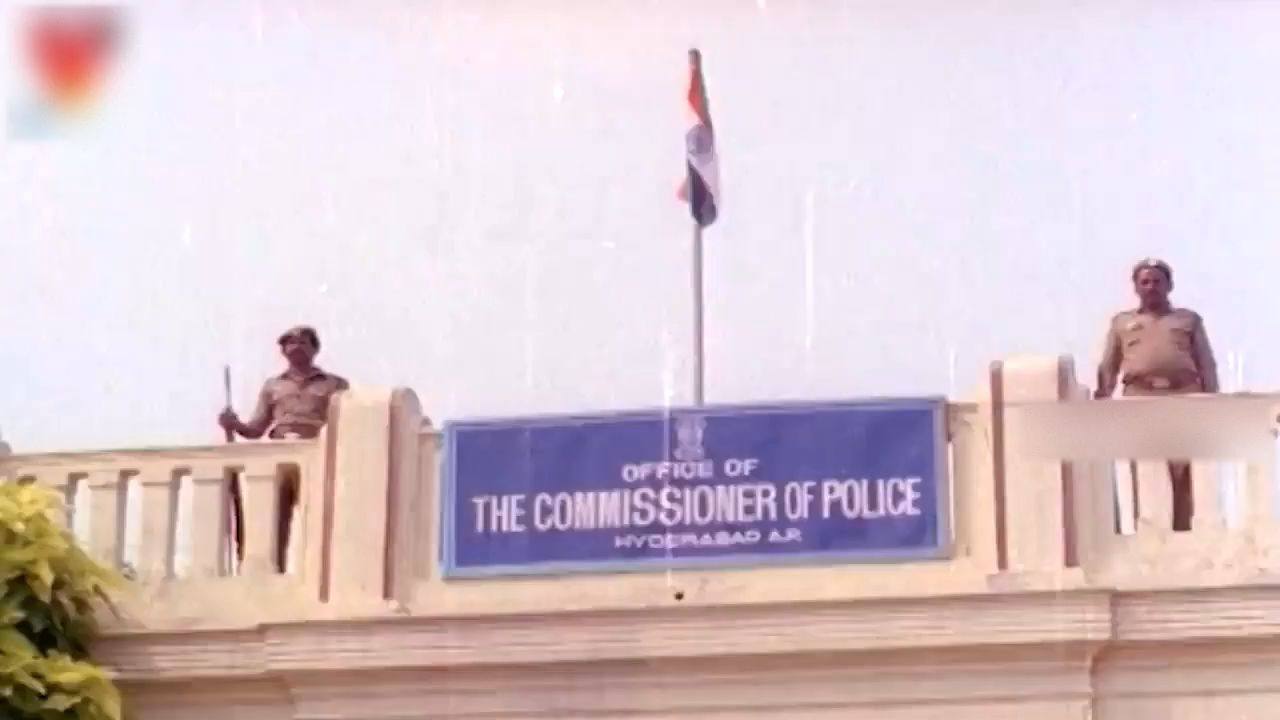 OFFICE OF
THE COMMISSIONER OF POLICE
HYDERABAD A.P.